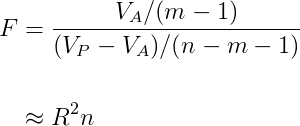 F = \frac{V_A/(m-1)}{(V_P - V_A)/(n-m-1)}
\approx R^2 n